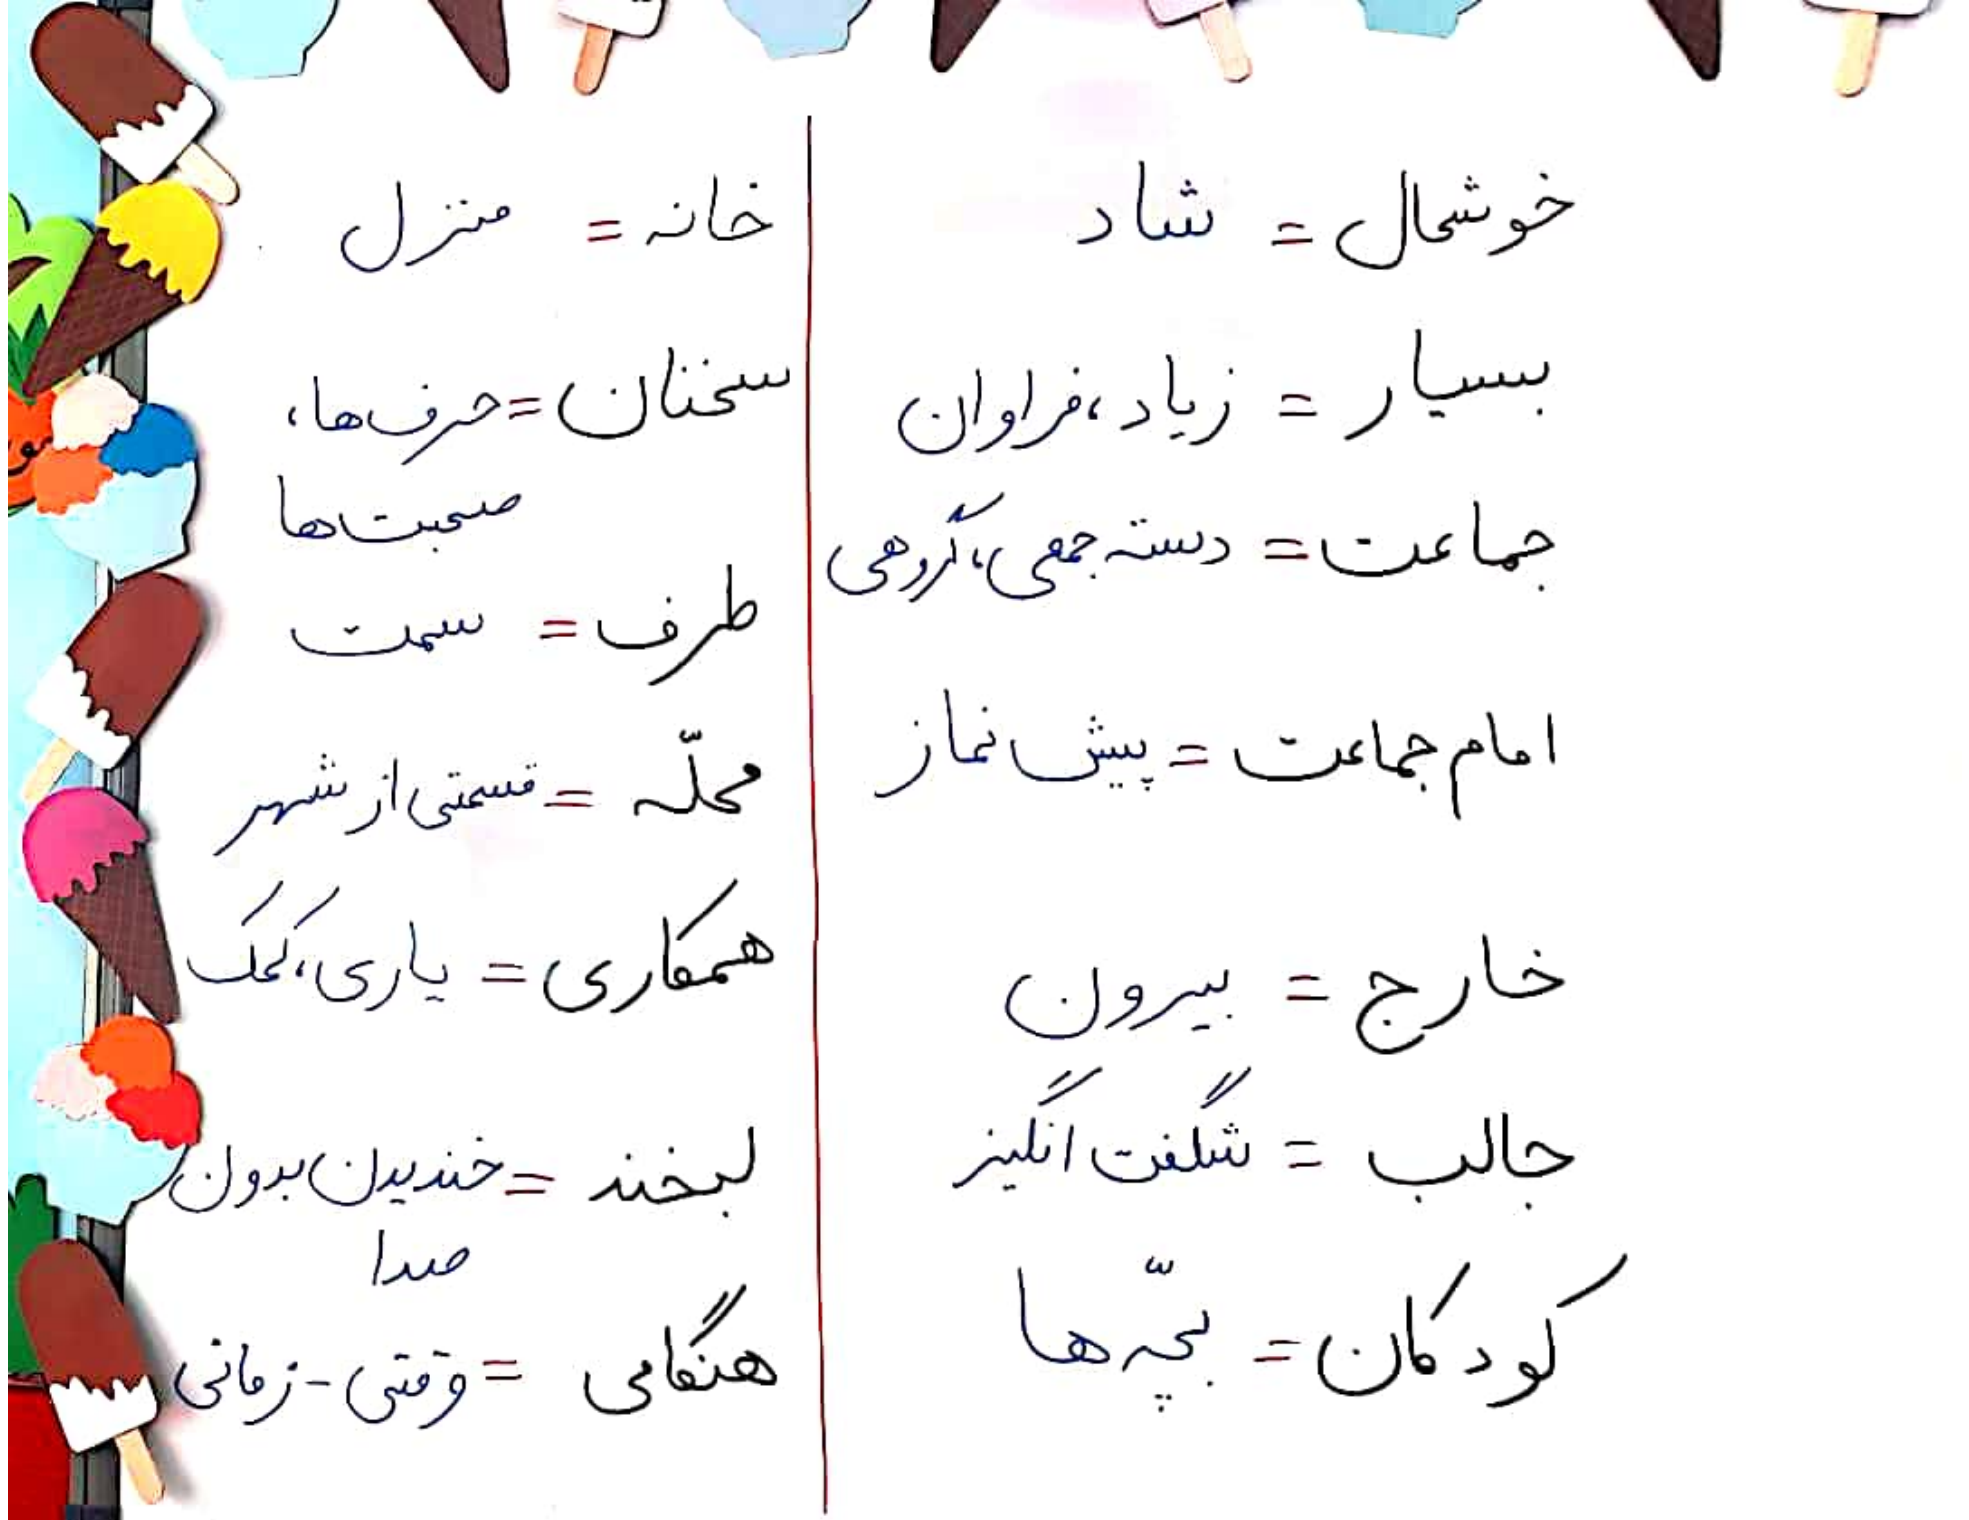 خوشحال = شاد
بسیار = زیاد، فراوان
جماعت = دسته جمعی، گروهی
امام جماعت = پیش نماز
خارج = بیرون
جالب = شگفت انگیز
کودکان = بچّه ها
خانه = منزل
سخنان = حرف ها،
صحبت ها
طرف = سمت
محلّه = قسمتی از شهر
همکاری = یاری، کمک
لبخند = خندیدن بدون
صدا
هنگامی = وقتی - زمانی